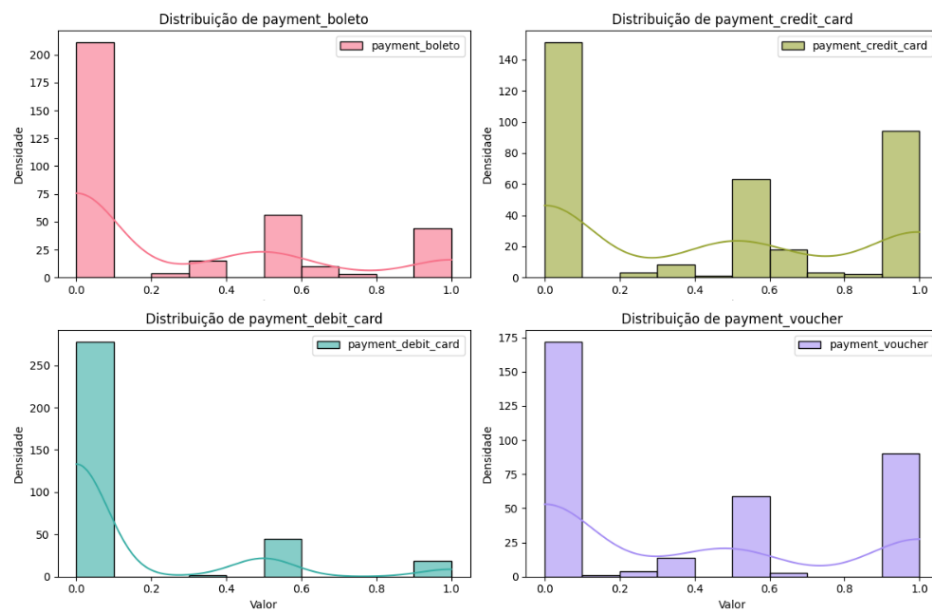 Distribuição de payment_boleto
payment_boleto
Densidade
200
175
150
125
100
75
50
25
0
0.0 0.2 0.4 0.6 0.8 1.0
Distribuição de payment_credit_card
payment_credit_card
Densidade
140
120
100
80
60
40
20
0
0.0 0.2 0.4 0.6 0.8 1.0
Distribuição de payment_debit_card
payment_debit_card
Densidade
250
200
150
100
50
0
0.0 0.2 0.4 0.6 0.8 1.0
Valor
Distribuição de payment_voucher
payment_voucher
Densidade
175
150
125
100
75
50
25
0
0.0 0.2 0.4 0.6 0.8 1.0
Valor